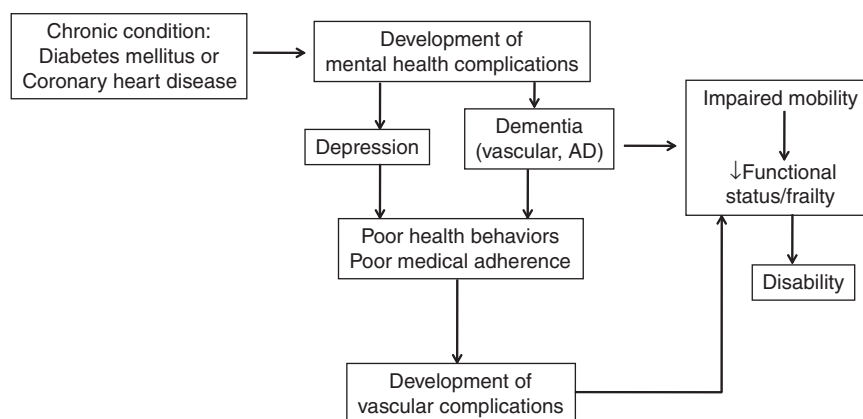 Chronic condition:
Diabetes mellitus or
Coronary heart disease
Development of
mental health complications
Depression
Dementia
(vascular, AD)
Impaired mobility
↓Functional
status/frailty
Poor health behaviors
Poor medical adherence
Disability
Development of
vascular complications